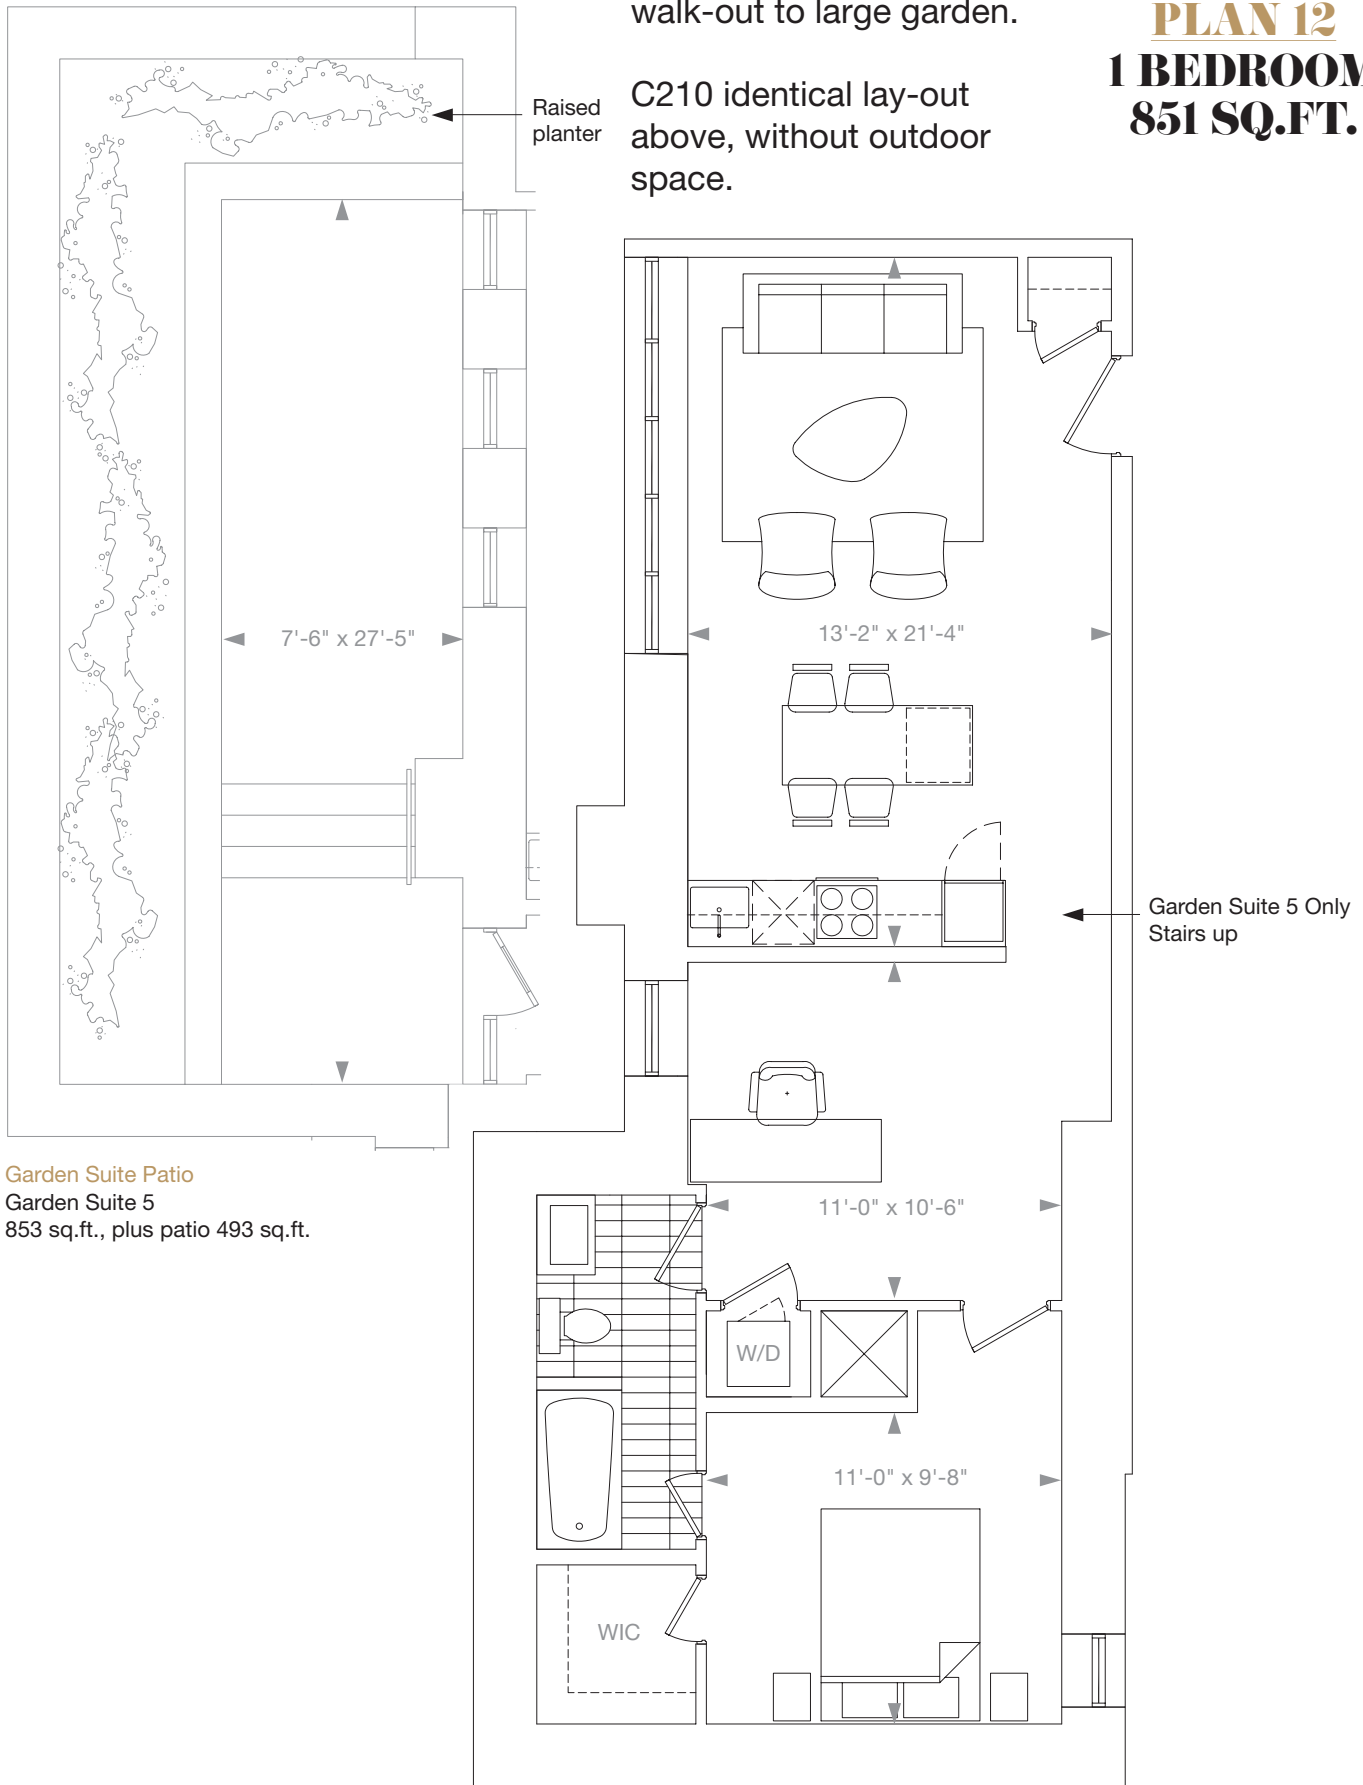 walk-out to large garden.
C210 identical lay-out
above, without outdoor
space.
PLAN 12
1 BEDROOM
851 SQ.FT.
Raised
planter
7'-6" x 27'-5"
13'-2" x 21'-4"
Garden Suite 5 Only
Stairs up
Garden Suite Patio
Garden Suite 5
853 sq.ft., plus patio 493 sq.ft.
11'-0" x 10'-6"
W/D
11'-0" x 9'-8"
WIC